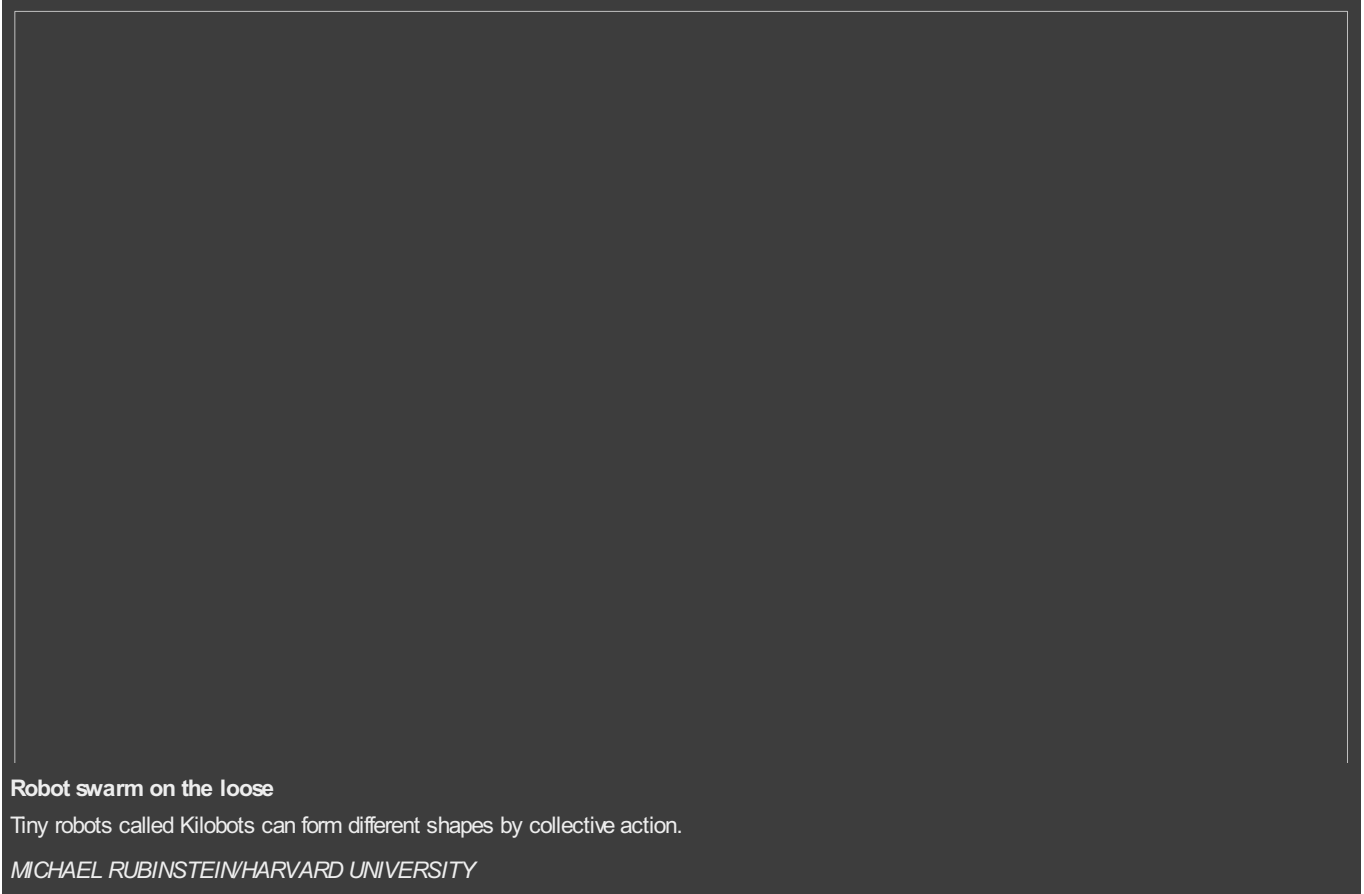 Robot swarm on the loose
Tiny robots called Kilobots can form different shapes by collective action.
MICHAEL RUBINSTEIN/HARVARD UNIVERSITY